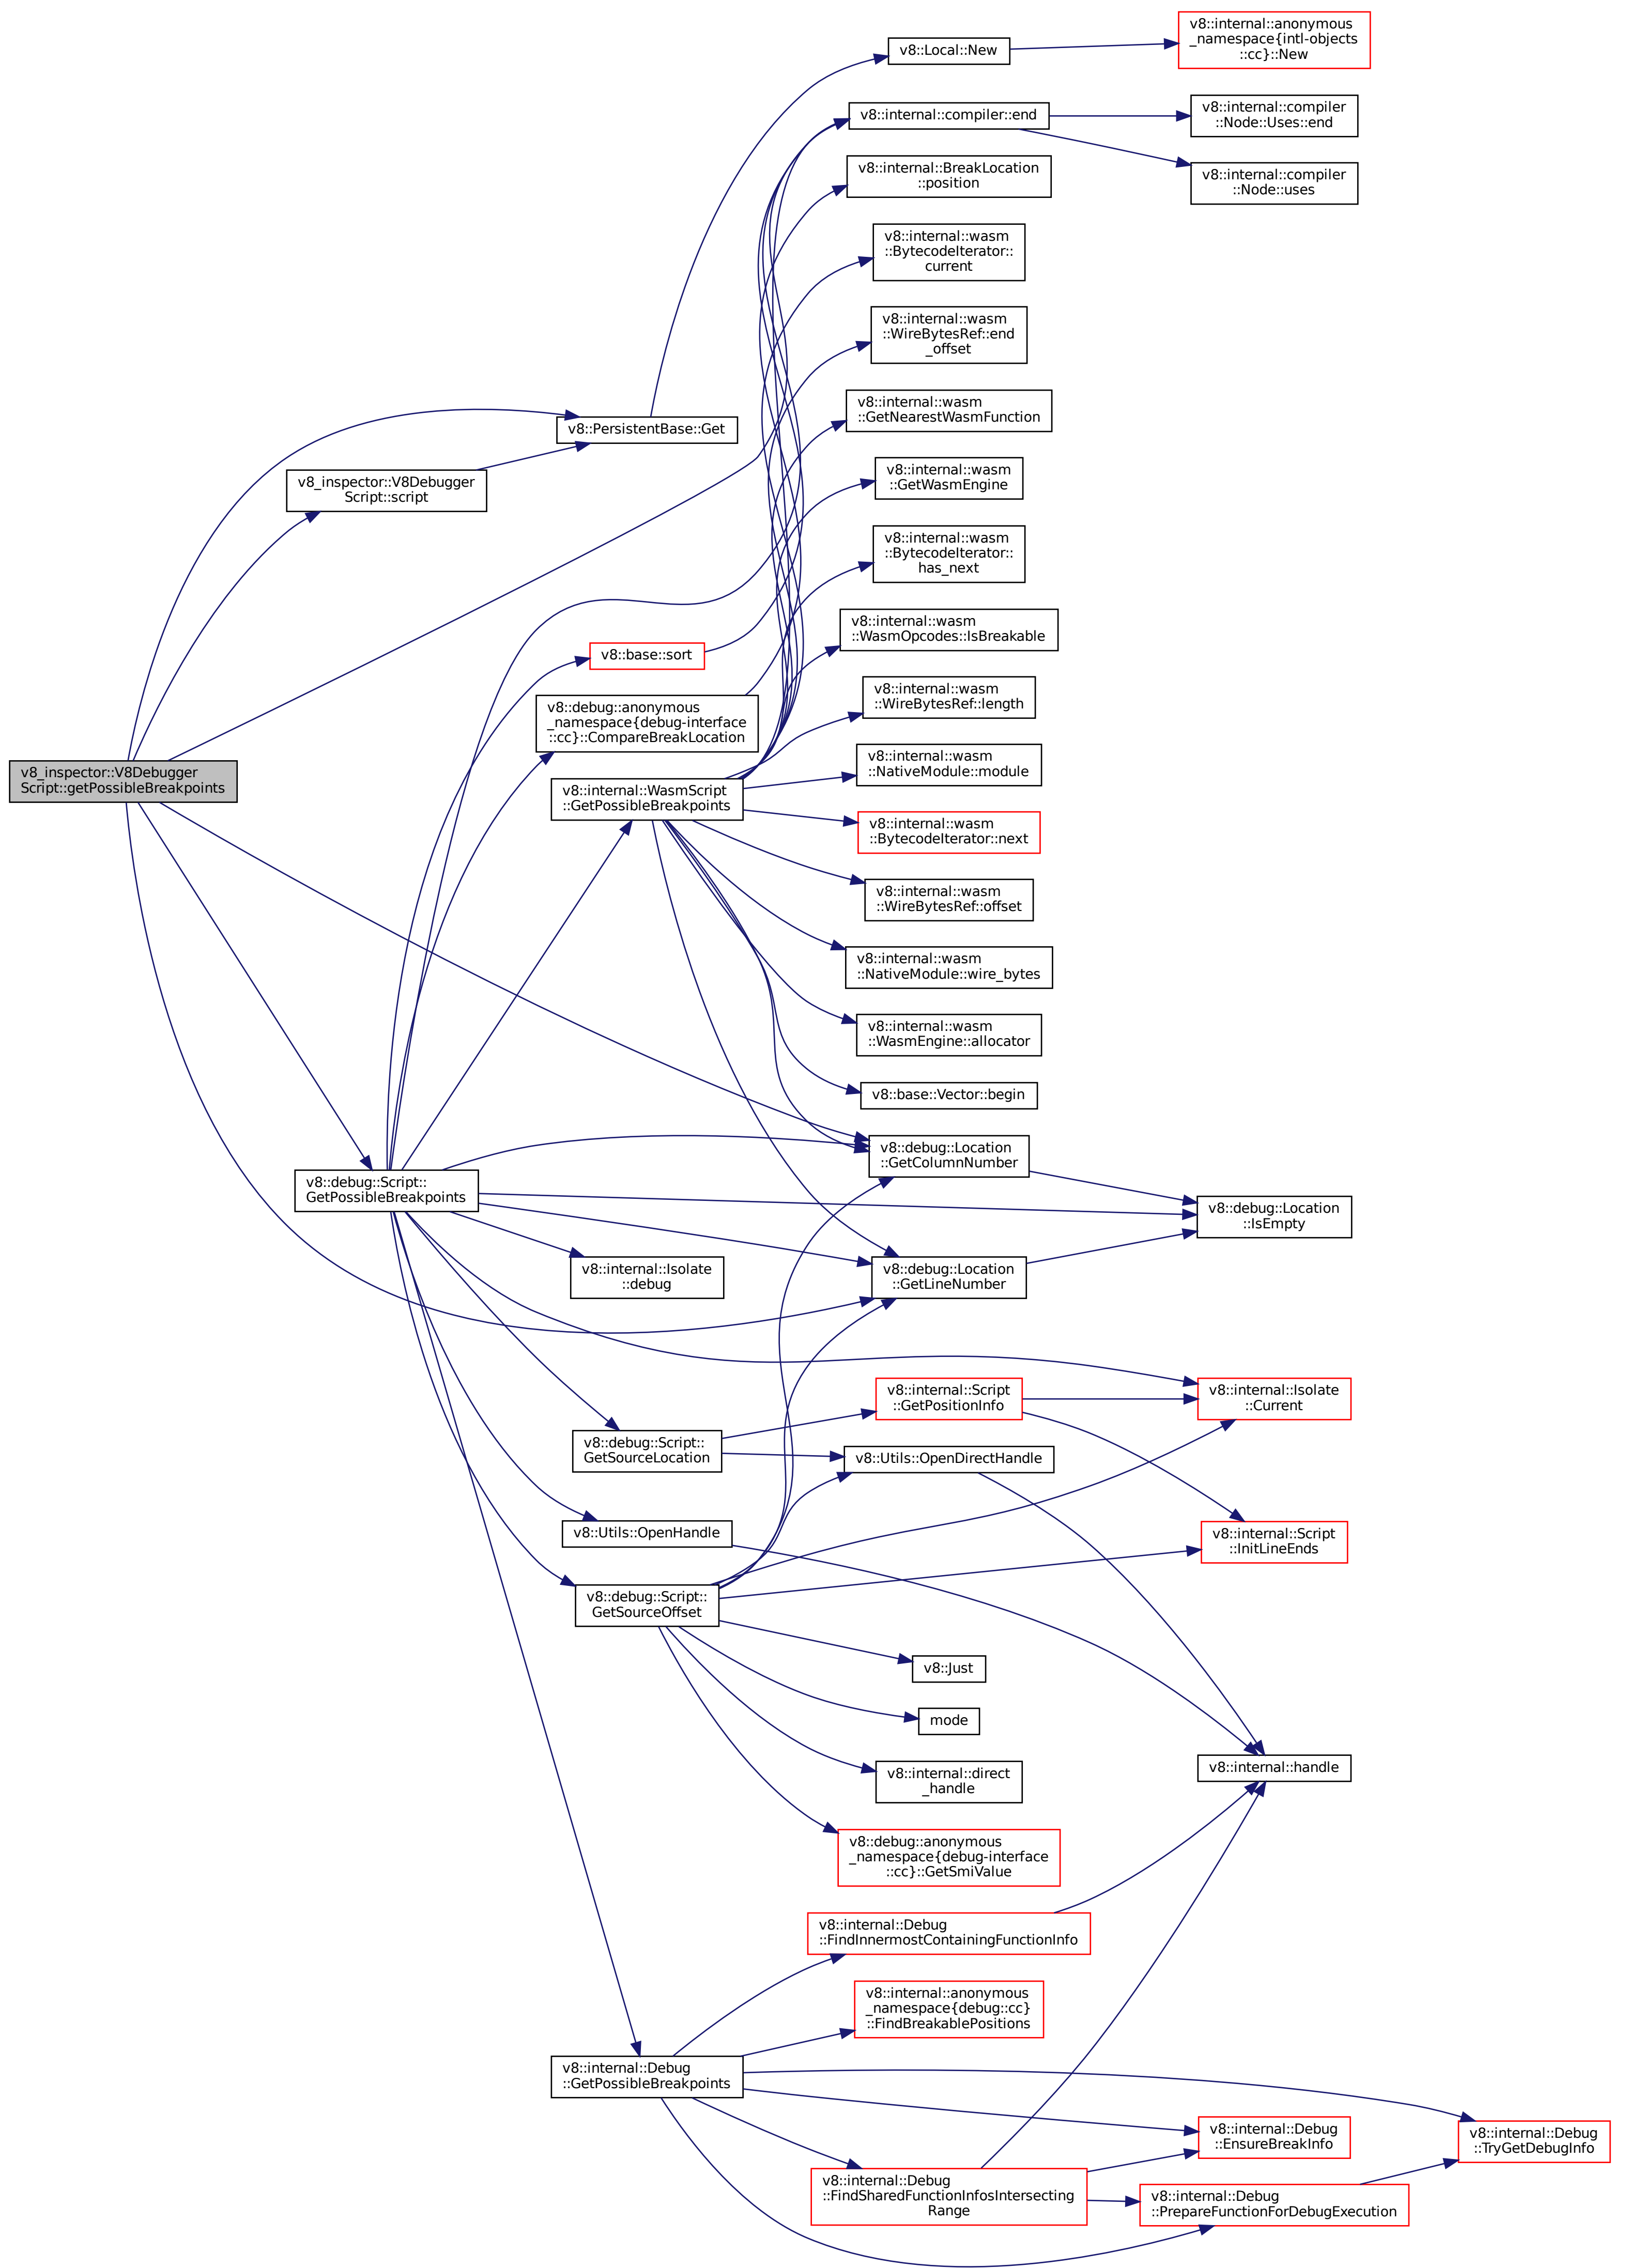 v8::Local::New
v8::internal::anonymous
_namespace{intl-objects
::cc}::New
v8::internal::compiler::end
v8::internal::compiler
::Node::Uses::end
v8::internal::compiler
::Node::uses
v8::internal::BreakLocation
::position
v8::internal::wasm
::BytecodeIterator::
current
v8::internal::wasm
::WireBytesRef::end
_offset
v8::internal::wasm
::GetNearestWasmFunction
v8::PersistentBase::Get
v8_inspector::V8Debugger
Script::script
v8::internal::wasm
::GetWasmEngine
v8::internal::wasm
::BytecodeIterator::
has_next
v8::internal::wasm
::WasmOpcodes::IsBreakable
v8::base::sort
v8::internal::wasm
::WireBytesRef::length
v8::debug::anonymous
_namespace{debug-interface
::cc}::CompareBreakLocation
v8::internal::wasm
::NativeModule::module
v8_inspector::V8Debugger
Script::getPossibleBreakpoints
v8::internal::WasmScript
::GetPossibleBreakpoints
v8::internal::wasm
::BytecodeIterator::next
v8::internal::wasm
::WireBytesRef::offset
v8::internal::wasm
::NativeModule::wire_bytes
v8::internal::wasm
::WasmEngine::allocator
v8::base::Vector::begin
v8::debug::Location
::GetColumnNumber
v8::debug::Script::
GetPossibleBreakpoints
v8::debug::Location
::IsEmpty
v8::internal::Isolate
::debug
v8::debug::Location
::GetLineNumber
v8::internal::Script
::GetPositionInfo
v8::internal::Isolate
::Current
v8::debug::Script::
GetSourceLocation
v8::Utils::OpenDirectHandle
v8::Utils::OpenHandle
v8::internal::Script
::InitLineEnds
v8::debug::Script::
GetSourceOffset
v8::Just
mode
v8::internal::direct
_handle
v8::internal::handle
v8::debug::anonymous
_namespace{debug-interface
::cc}::GetSmiValue
v8::internal::Debug
::FindInnermostContainingFunctionInfo
v8::internal::anonymous
_namespace{debug::cc}
::FindBreakablePositions
v8::internal::Debug
::GetPossibleBreakpoints
v8::internal::Debug
::EnsureBreakInfo
v8::internal::Debug
::TryGetDebugInfo
v8::internal::Debug
::FindSharedFunctionInfosIntersecting
Range
v8::internal::Debug
::PrepareFunctionForDebugExecution